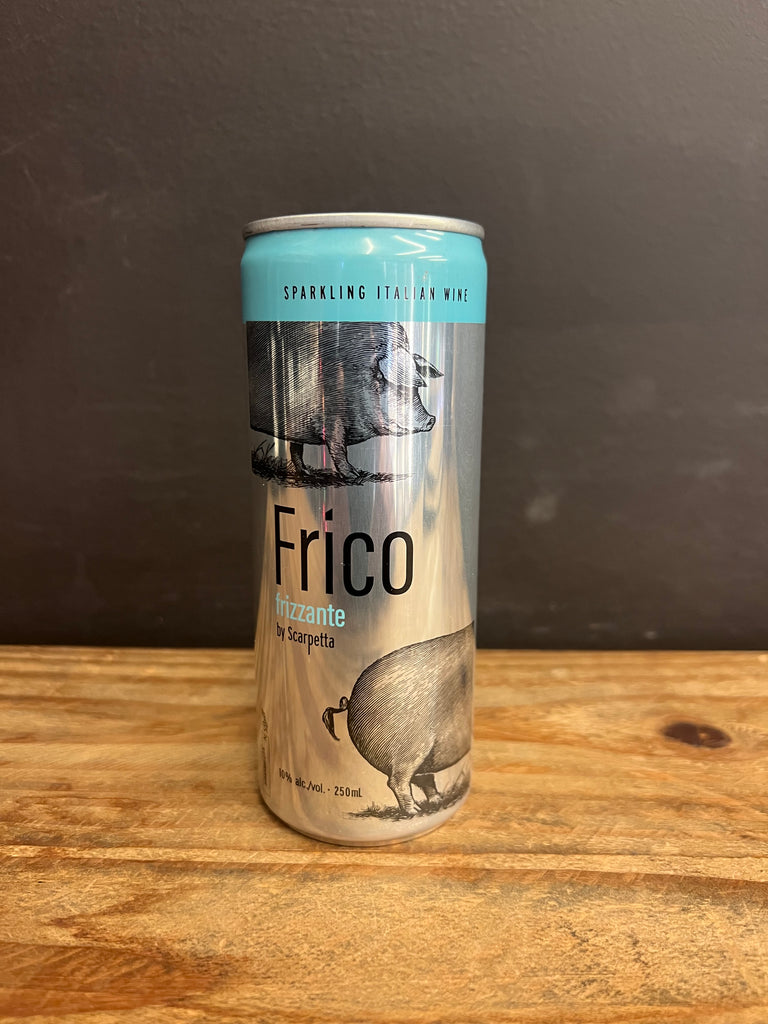 SPARKLING ITALIAN WINE
Frico
frizzante
by Scarpetta
10% alc./vol. · 250mL